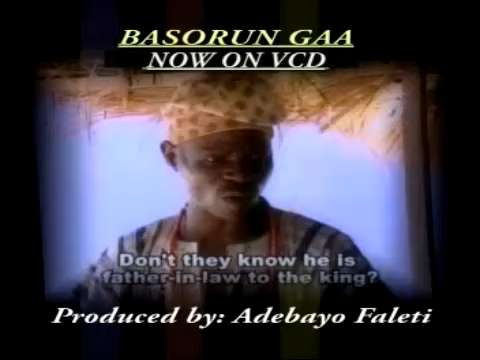 BASORUN GAA
NOW ON VCD
Don't they know he is
father-in-law to the king?
Produced by: Adebayo Faleti